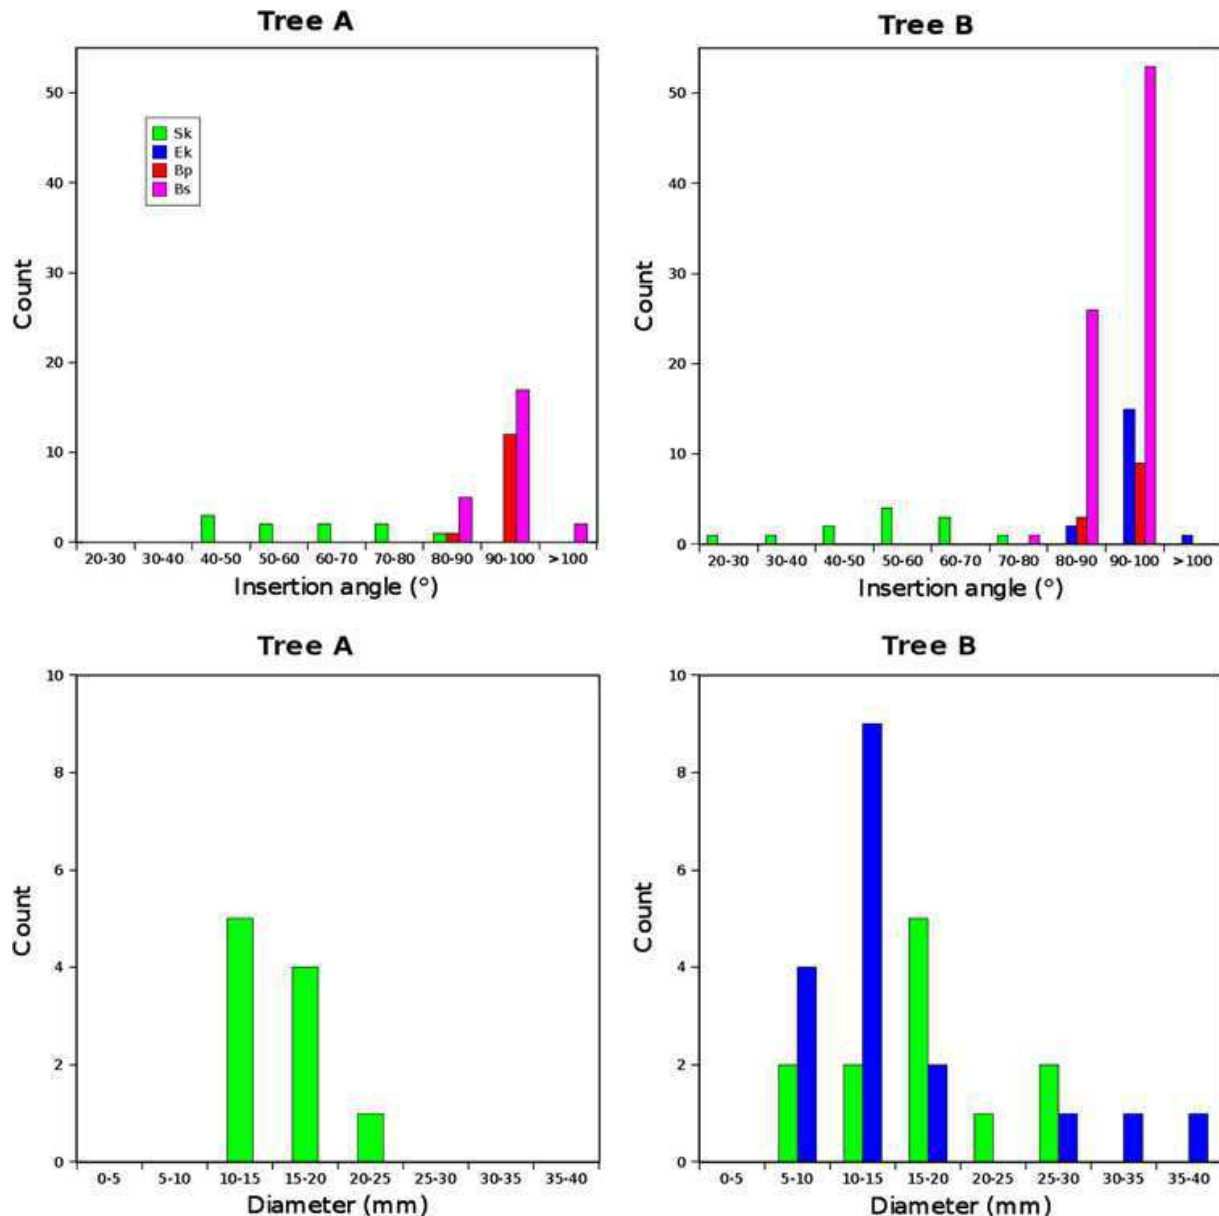 Tree A
50
40
30
20
10
0
Count
Sk
Ek
Bp
Bs
20-30 30-40 40-50 50-60 60-70 70-80 80-90 90-100 >100
Insertion angle (°)
Tree B
50
40
30
20
10
0
Count
20-30 30-40 40-50 50-60 60-70 70-80 80-90 90-100 >100
Insertion angle (°)
Tree A
10
8
6
4
2
0
Count
0-5 5-10 10-15 15-20 20-25 25-30 30-35 35-40
Diameter (mm)
Tree B
10
8
6
4
2
0
Count
0-5 5-10 10-15 15-20 20-25 25-30 30-35 35-40
Diameter (mm)